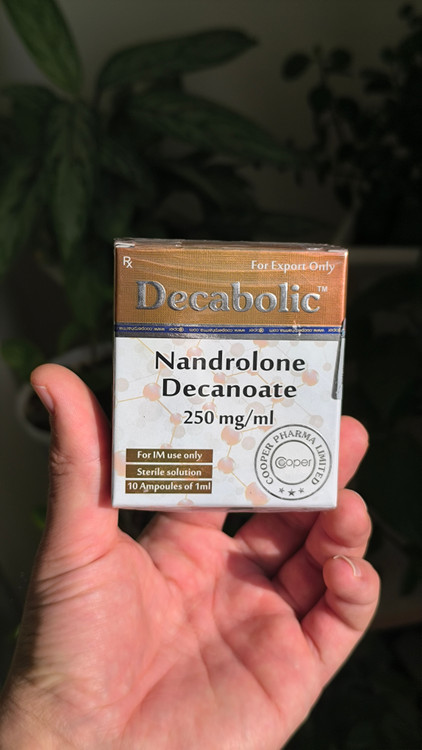 Rx
For Export Only
Decabolic™
Nandrolone
Decanoate
250 mg/ml
For IM use only
Sterile solution
10 Ampoules of 1ml
COOPER PHARMA LIMITED
Cooper